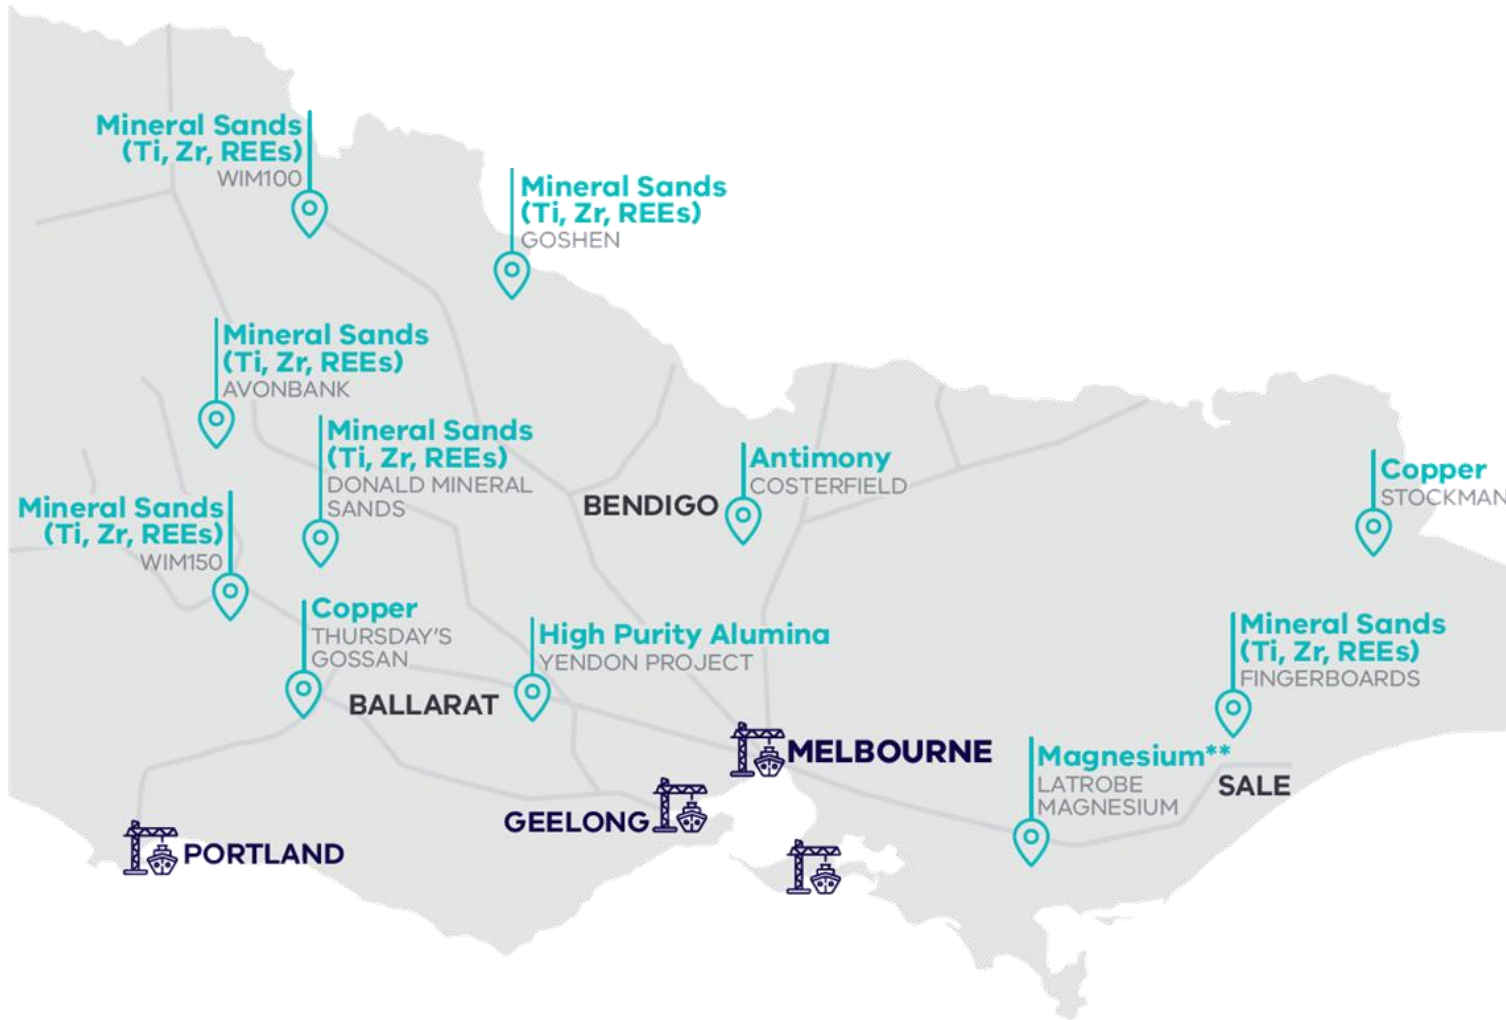 Mineral Sands
(Ti, Zr, REEs)
WIM100
Mineral Sands
(Ti, Zr, REEs)
GOSHEN
Mineral Sands
(Ti, Zr, REEs)
AVONBANK
Mineral Sands
(Ti, Zr, REEs)
DONALD MINERAL
SANDS
BENDIGO
Antimony
COSTERFIELD
Copper
STOCKMAN
Mineral Sands
(Ti, Zr, REEs)
WIM150
Copper
THURSDAY'S
GOSSAN
BALLARAT
High Purity Alumina
YENDON PROJECT
Mineral Sands
(Ti, Zr, REEs)
FINGERBOARDS
MELBOURNE
Magnesium**
LATROBE
MAGNESIUM
SALE
GEELONG
PORTLAND